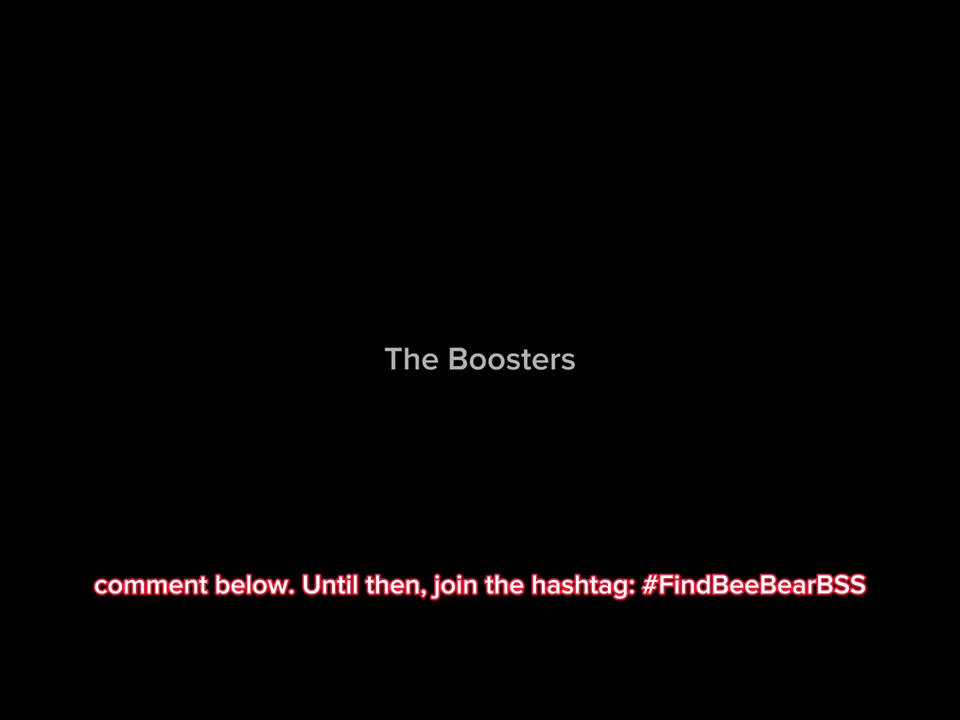 The Boosters
comment below. Until then, join the hashtag: #FindBeeBearBSS